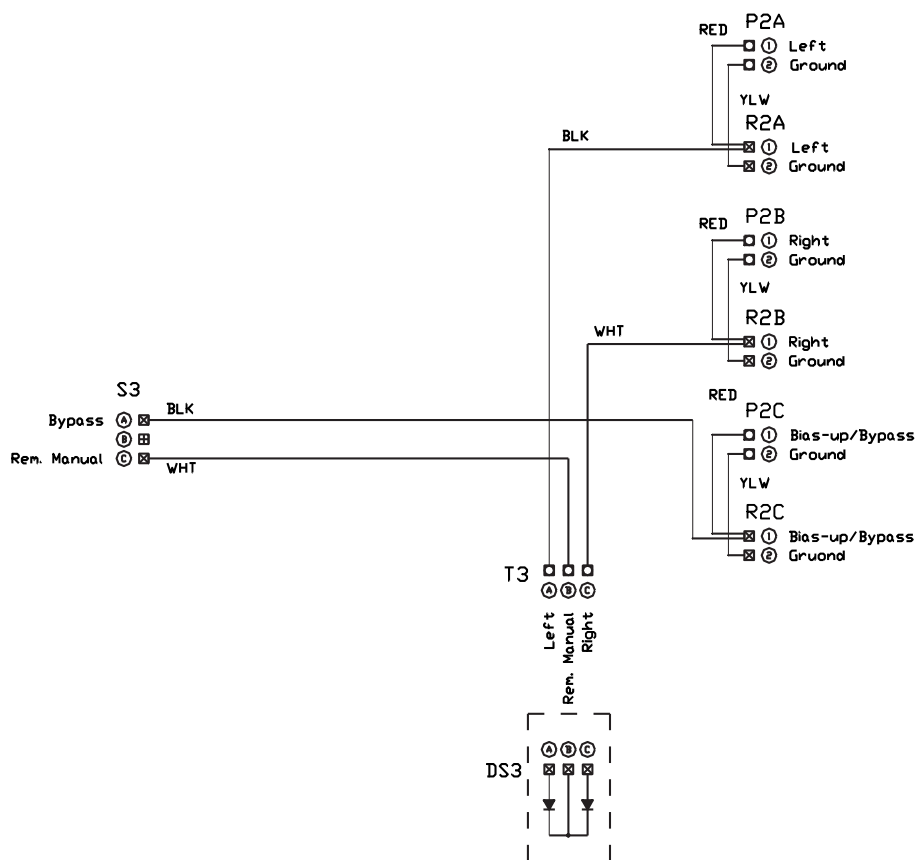 P2A
RED
1 Left
2 Ground
YLW
R2A
BLK
1 Left
2 Ground
P2B
RED
1 Right
2 Ground
YLW
R2B
WHT
1 Right
2 Ground
S3
RED
BLK
Bypass A
P2C
B
1 Bias-up/Bypass
Rem. Manual C
2 Ground
WHT
YLW
R2C
1 Bias-up/Bypass
2 Gruond
T3
A B C
Left
Rem. Manual
Right
A B C
DS3